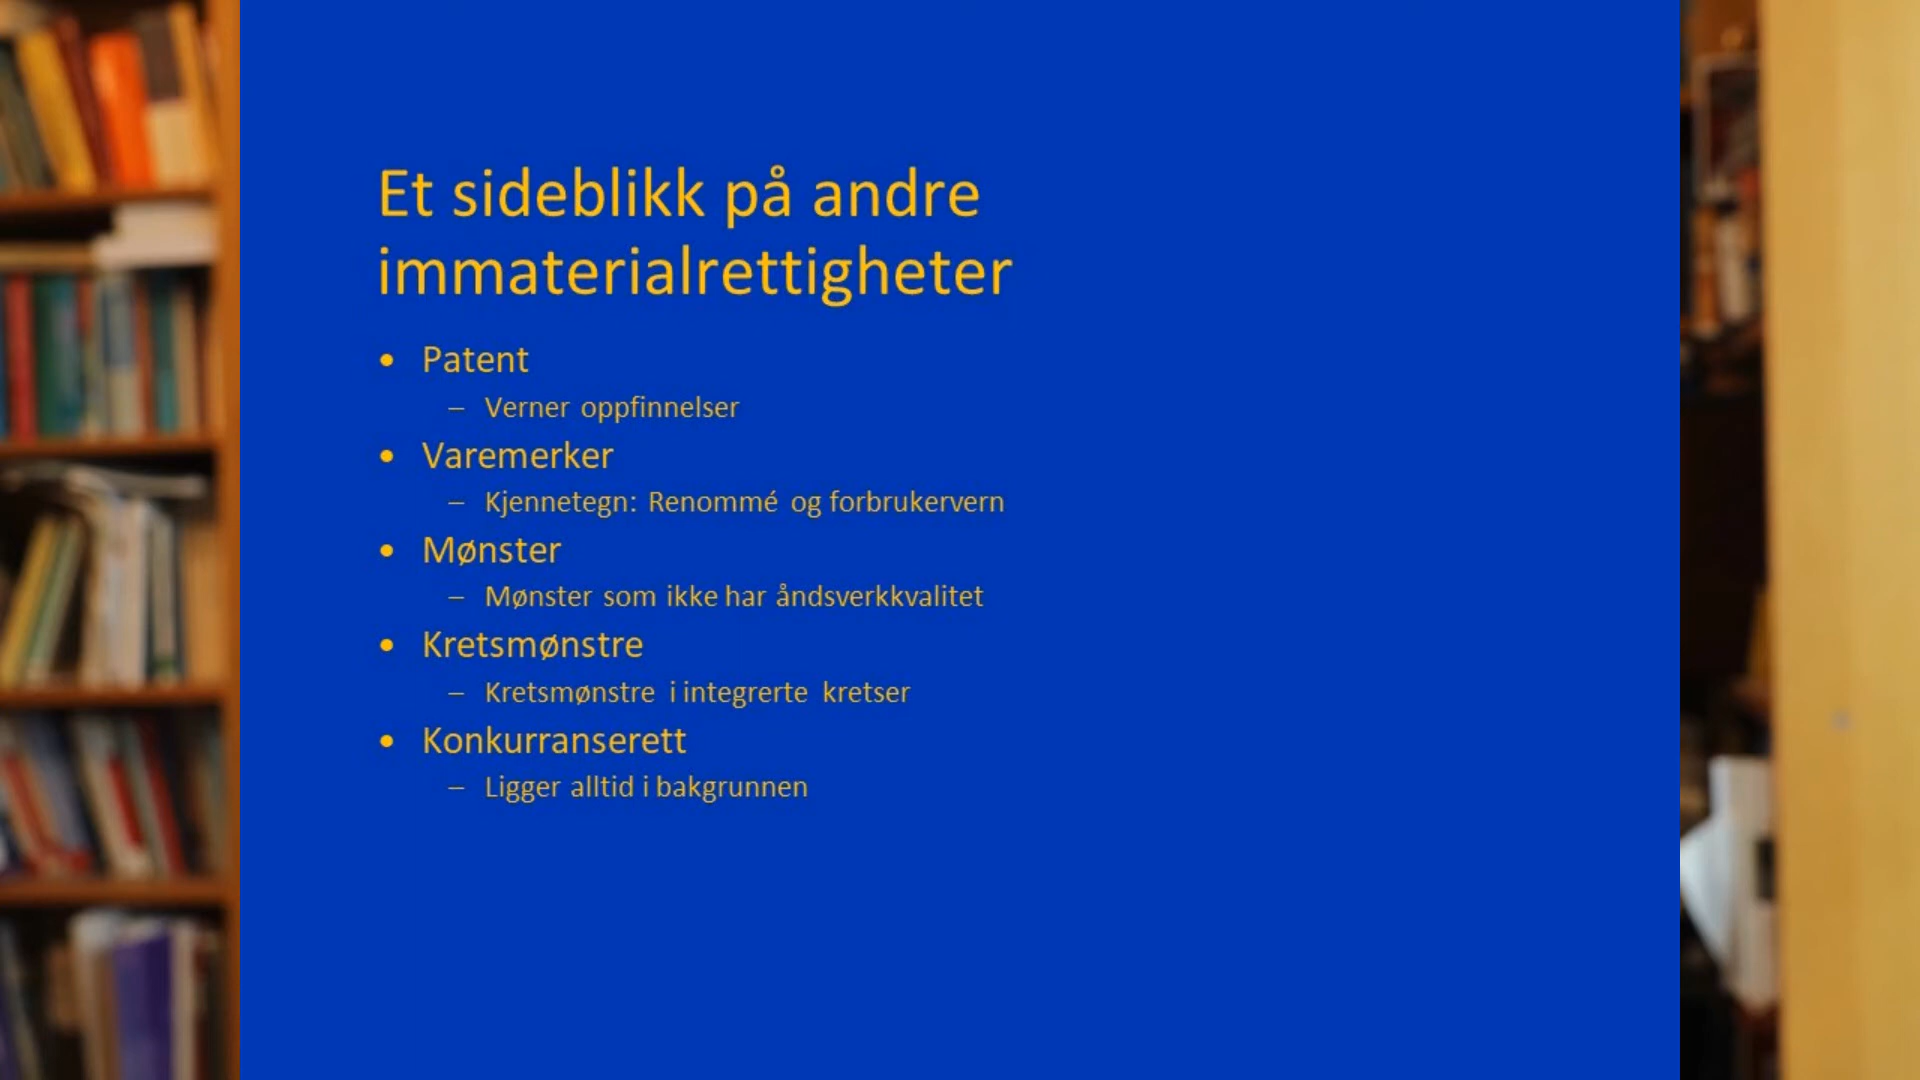 Et sideblikk på andre
immaterialrettigheter
• Patent
– Verner oppfinnelser
• Varemerker
– Kjennetegn: Renommé og forbrukervern
• Mønster
– Mønster som ikke har åndsverkkvalitet
• Kretsmønstre
– Kretsmønstre i integrerte kretser
• Konkurranserett
– Ligger alltid i bakgrunnen